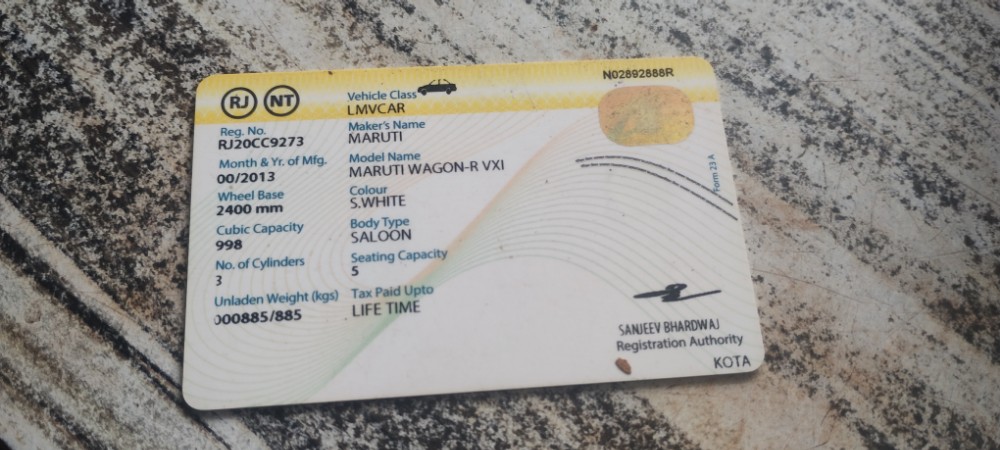 N02892888R
RJ NT
Vehicle Class
LMVCAR
Reg. No.
RJ20CC9273
Maker's Name
MARUTI
Month & Yr. of Mfg.
00/2013
Model Name
MARUTI WAGON-R VXI
Wheel Base
2400 mm
Colour
S.WHITE
Cubic Capacity
998
Body Type
SALOON
No. of Cylinders
3
Seating Capacity
5
Unladen Weight (kgs)
000885/885
Tax Paid Upto
LIFE TIME
Form 23 A
SANJEEV BHARDWAJ
Registration Authority
KOTA